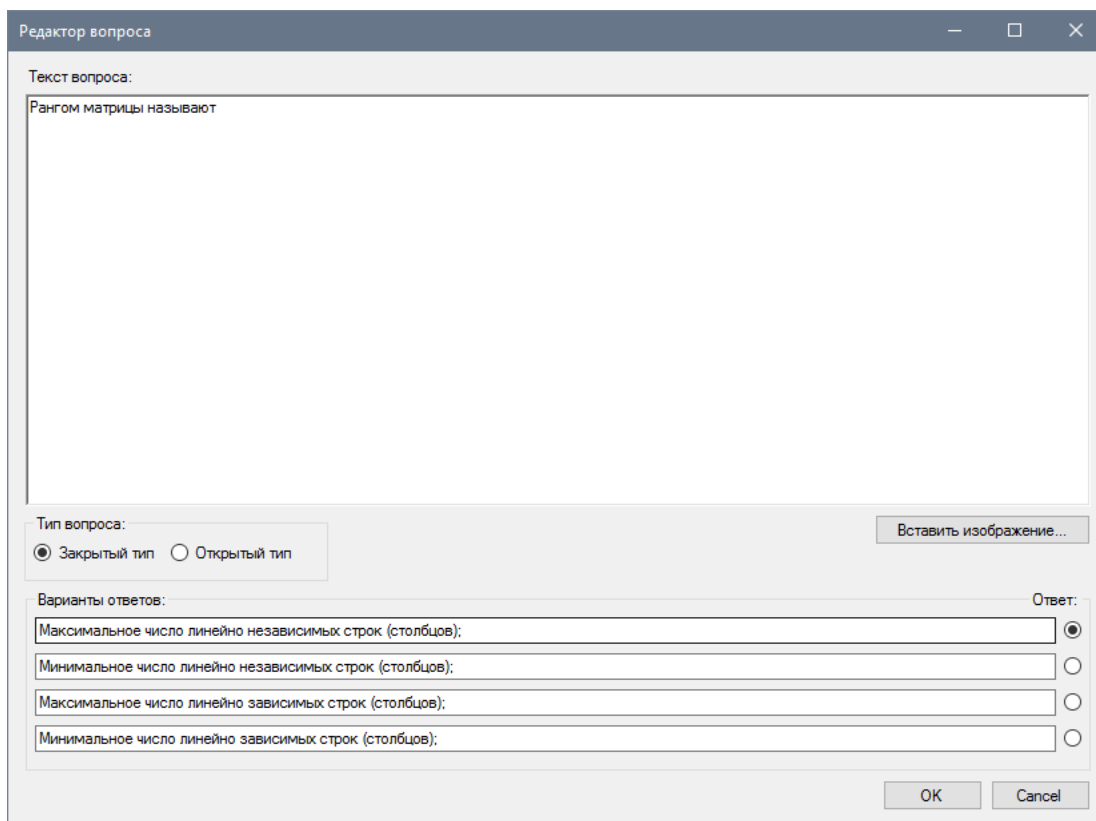 Редактор вопроса
Текст вопроса:
Рангом матрицы называют
Тип вопроса:
Закрытый тип Открытый тип
Вставить изображение...
Варианты ответов: Ответ:
Максимальное число линейно независимых строк (столбцов);
Минимальное число линейно независимых строк (столбцов);
Максимальное число линейно зависимых строк (столбцов);
Минимальное число линейно зависимых строк (столбцов);
OK Cancel